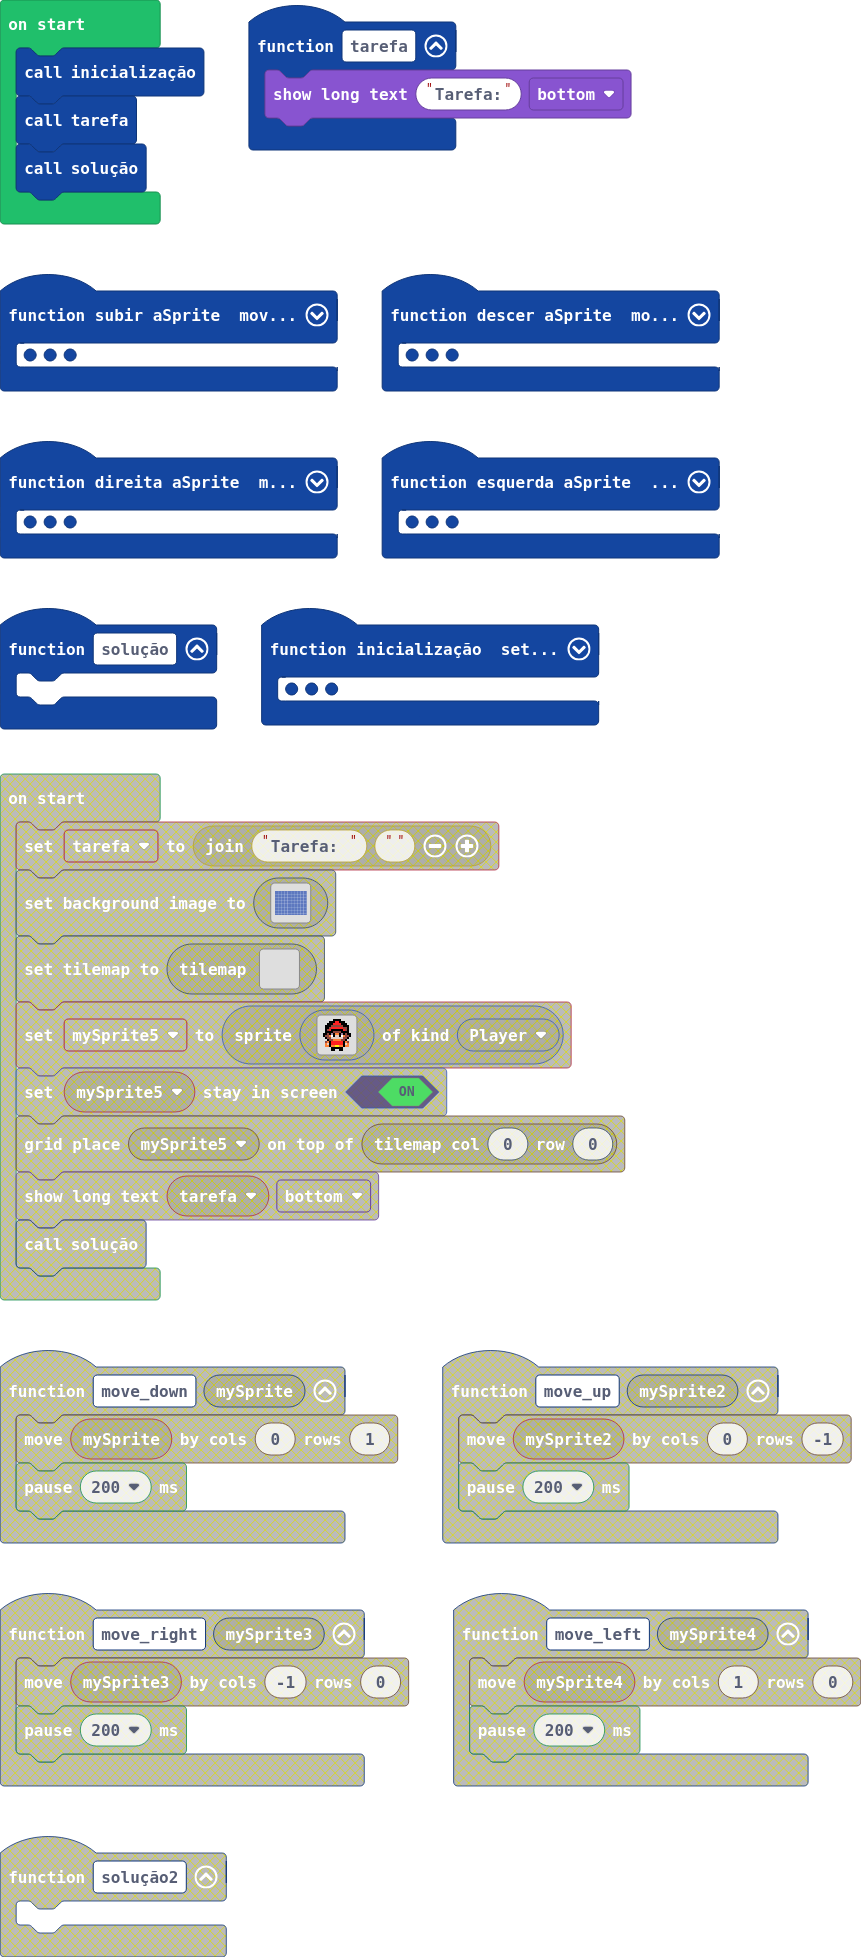 on start
call inicialização
call tarefa
call solução
function tarefa
show long text "Tarefa:" bottom
function subir aSprite mov...
function descer aSprite mo...
function direita aSprite m...
function esquerda aSprite ...
function solução
function inicialização set...
on start
set tarefa to join "Tarefa: " ""
set background image to
set tilemap to tilemap
set mySprite5 to sprite of kind Player
set mySprite5 stay in screen ON
grid place mySprite5 on top of tilemap col 0 row 0
show long text tarefa bottom
call solução
function move_down mySprite
move mySprite by cols 0 rows 1
pause 200 ms
function move_up mySprite2
move mySprite2 by cols 0 rows -1
pause 200 ms
function move_right mySprite3
move mySprite3 by cols -1 rows 0
pause 200 ms
function move_left mySprite4
move mySprite4 by cols 1 rows 0
pause 200 ms
function solução2